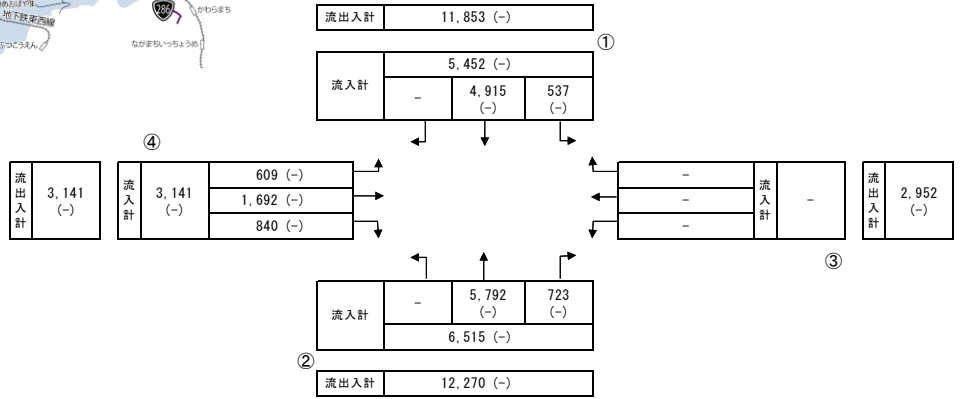 地下鉄東西線
286
かわらまち
ながまちいっちょうめ
流出入計 11,853 (-)
①
流入計 5,452 (-)
- 4,915 (-) 537 (-)
④
流出入計 3,141 (-)
流入計 3,141 (-)
609 (-)
1,692 (-)
840 (-)
-
-
-
流入計 -
流出入計 2,952 (-)
③
流入計 - 5,792 (-) 723 (-)
6,515 (-)
②
流出入計 12,270 (-)